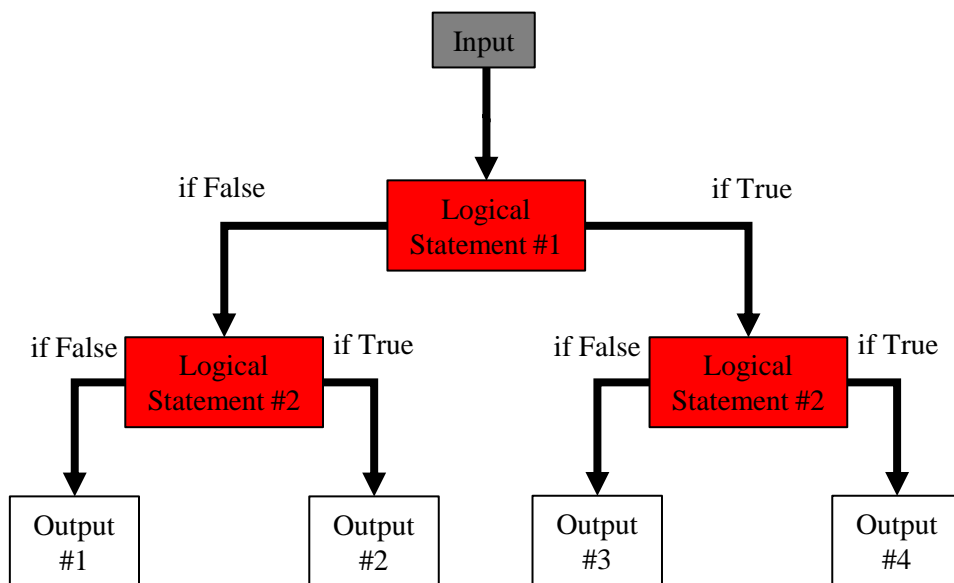 Input
if False
if True
Logical
Statement #1
if False
if True
if False
if True
Logical
Statement #2
Logical
Statement #2
Output
#1
Output
#2
Output
#3
Output
#4